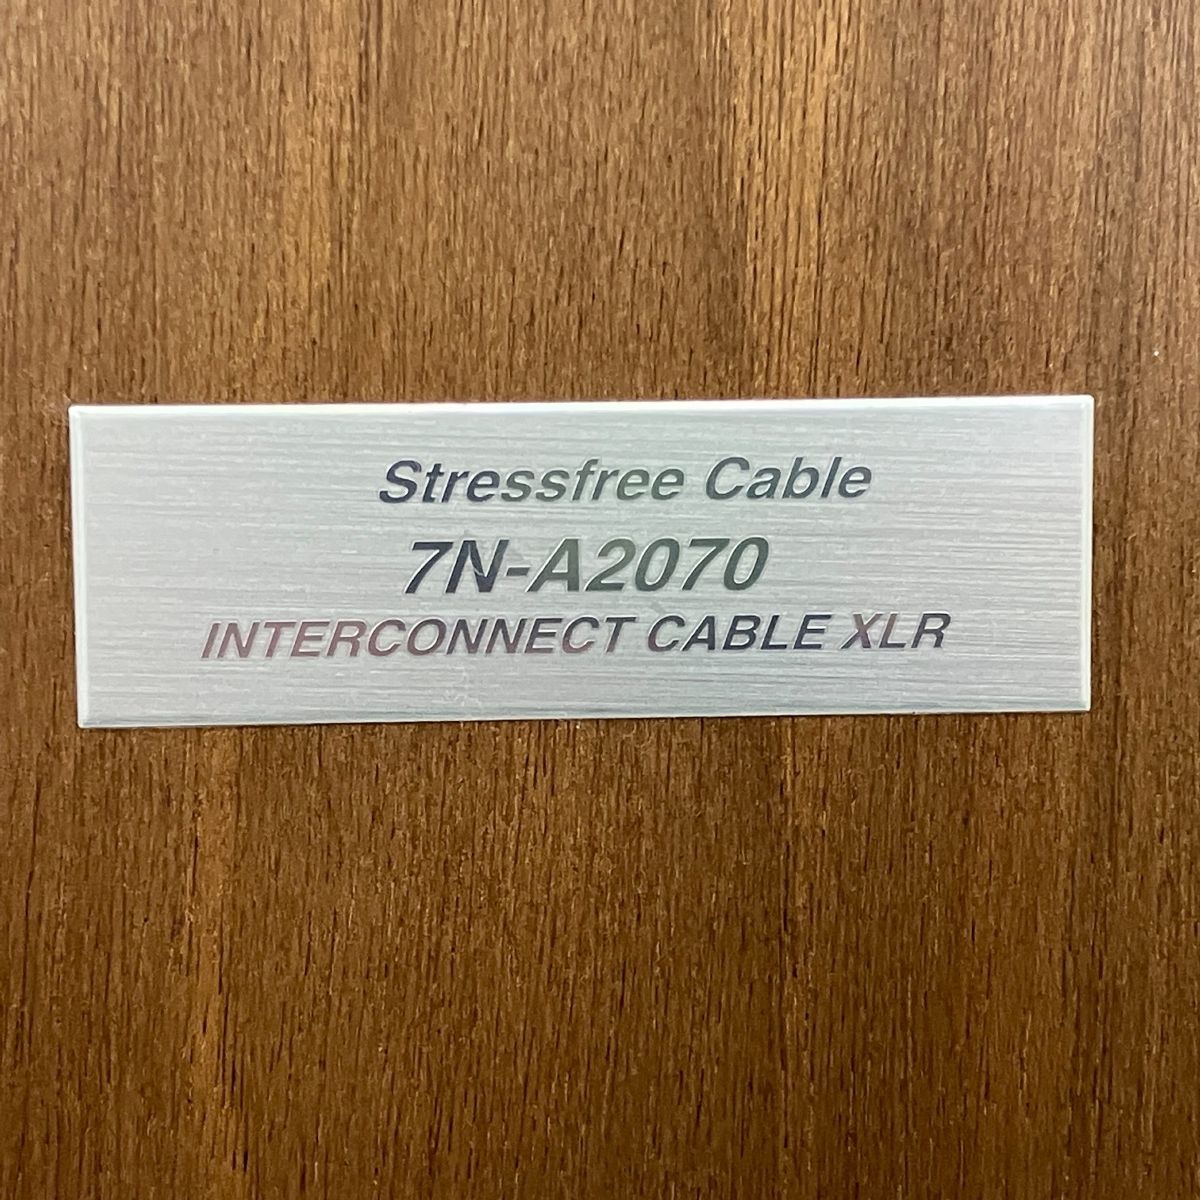 Stressfree Cable
7N-A2070
INTERCONNECT CABLE XLR